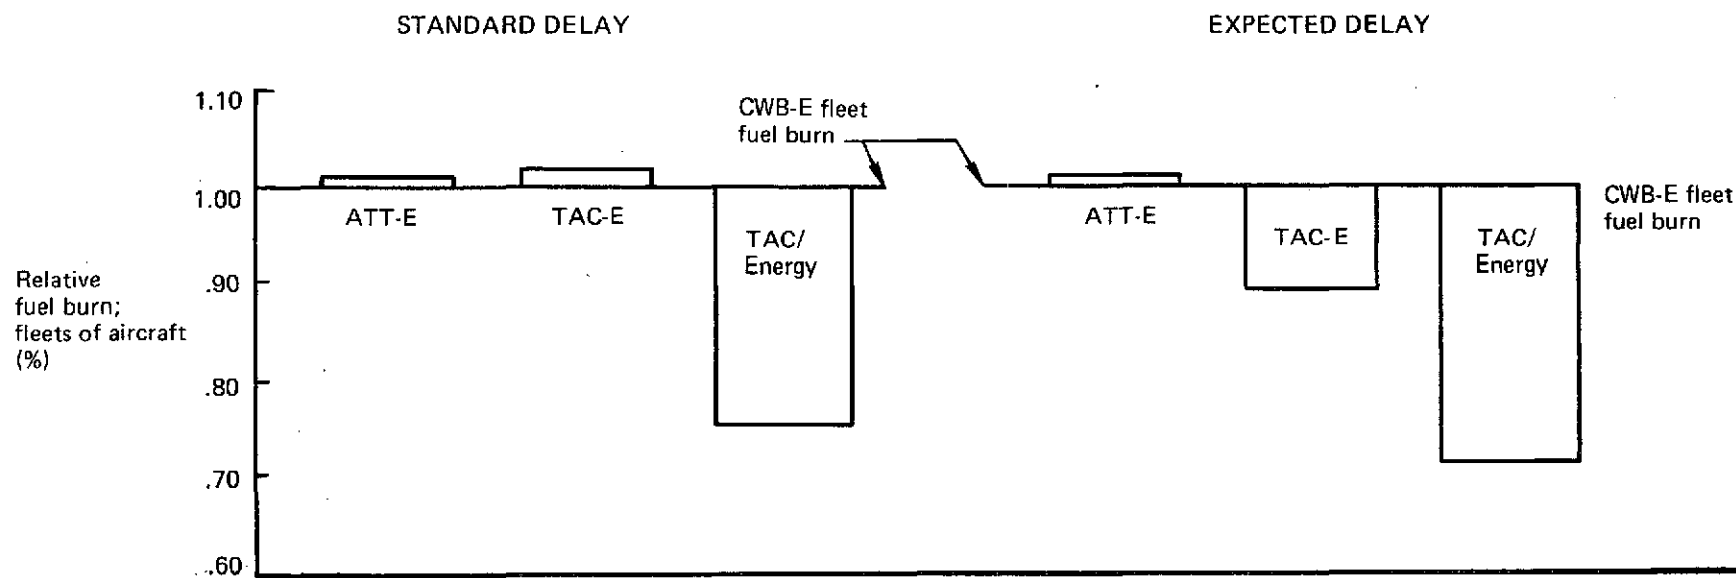 STANDARD DELAY
EXPECTED DELAY
1.10
1.00
.90
.80
.70
.60
Relative
fuel burn;
fleets of aircraft
(%)
ATT-E
TAC-E
TAC/
Energy
CWB-E fleet
fuel burn
ATT-E
TAC-E
TAC/
Energy
CWB-E fleet
fuel burn